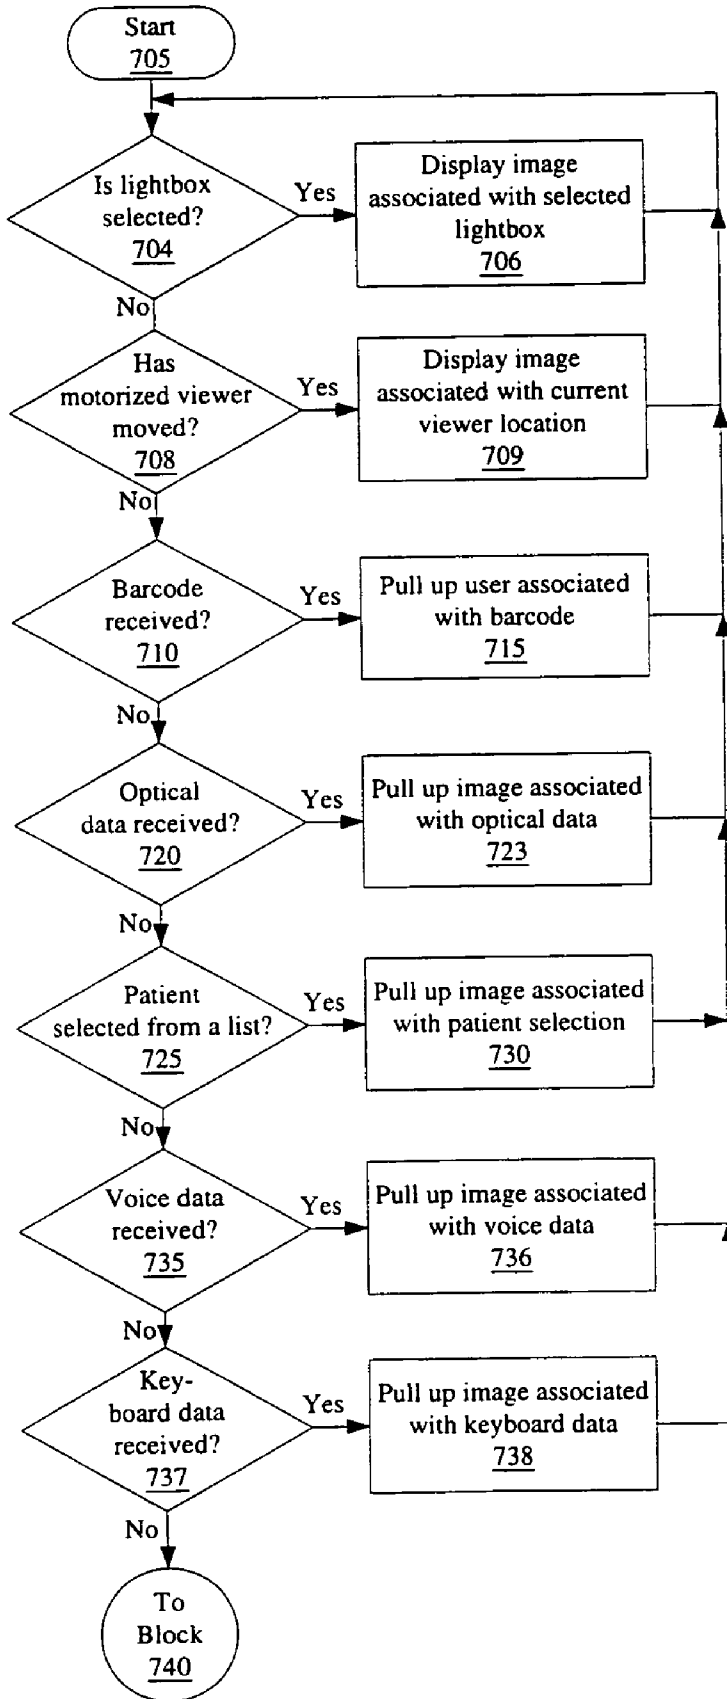 Start
705
Is lightbox
selected?
704
Yes
Display image
associated with selected
lightbox
706
No
Has
motorized viewer
moved?
708
Yes
Display image
associated with current
viewer location
709
No
Barcode
received?
710
Yes
Pull up user associated
with barcode
715
No
Optical
data received?
720
Yes
Pull up image associated
with optical data
723
No
Patient
selected from a list?
725
Yes
Pull up image associated
with patient selection
730
No
Voice data
received?
735
Yes
Pull up image associated
with voice data
736
No
Key-
board data
received?
737
Yes
Pull up image associated
with keyboard data
738
No
To
Block
740